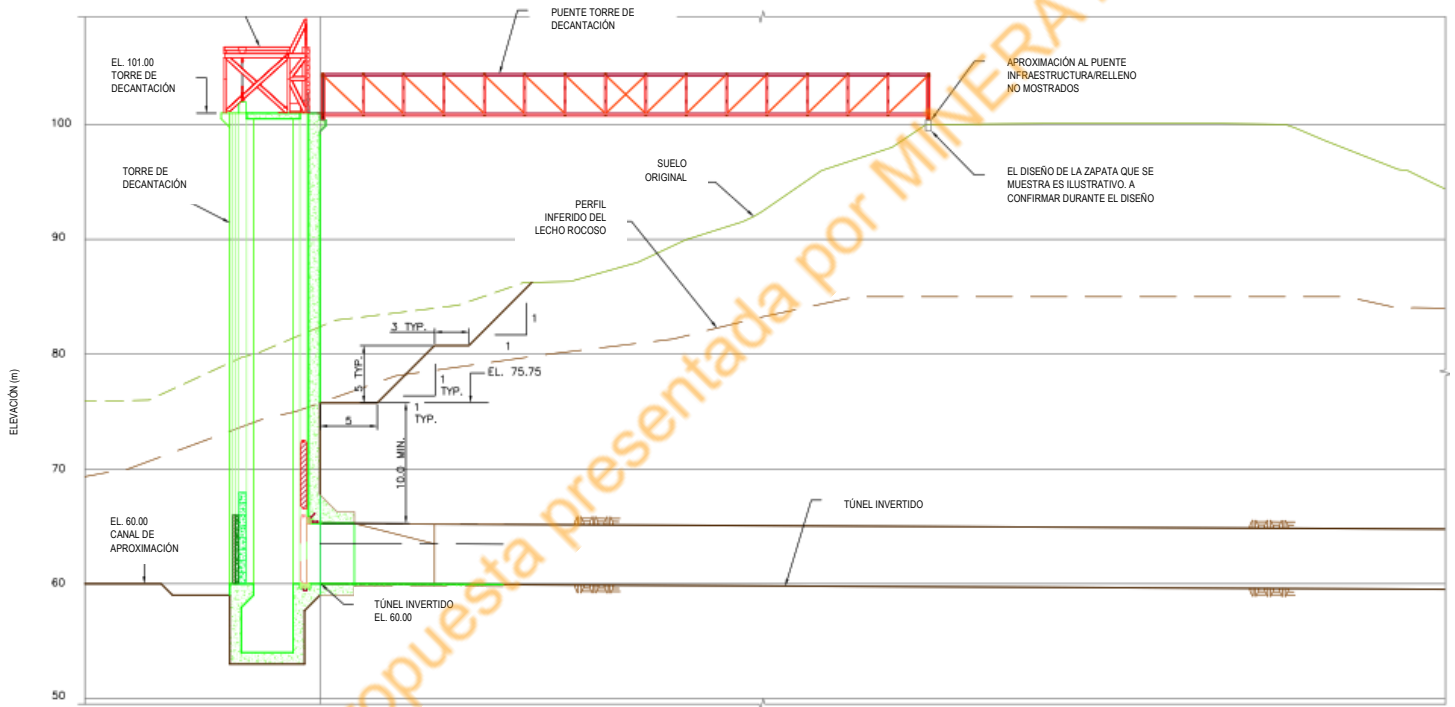 PUENTE TORRE DE
DECANTACIÓN
EL. 101.00
TORRE DE
DECANTACIÓN
APROXIMACIÓN AL PUENTE
INFRAESTRUCTURA/RELLENO
NO MOSTRADOS
100
TORRE DE
DECANTACIÓN
SUELO
ORIGINAL
EL DISEÑO DE LA ZAPATA QUE SE
MUESTRA ES ILUSTRATIVO. A
CONFIRMAR DURANTE EL DISEÑO
PERFIL
INFERIDO DEL
LECHO ROCOSO
90
3 TYP.
1
1
80
5 TYP.
1
TYP.
EL. 75.75
1
TYP.
5
10.0 MIN.
ELEVACIÓN (m)
70
TÚNEL INVERTIDO
EL. 60.00
CANAL DE
APROXIMACIÓN
60
TÚNEL INVERTIDO
EL. 60.00
50
opuesta presentada por MINERA